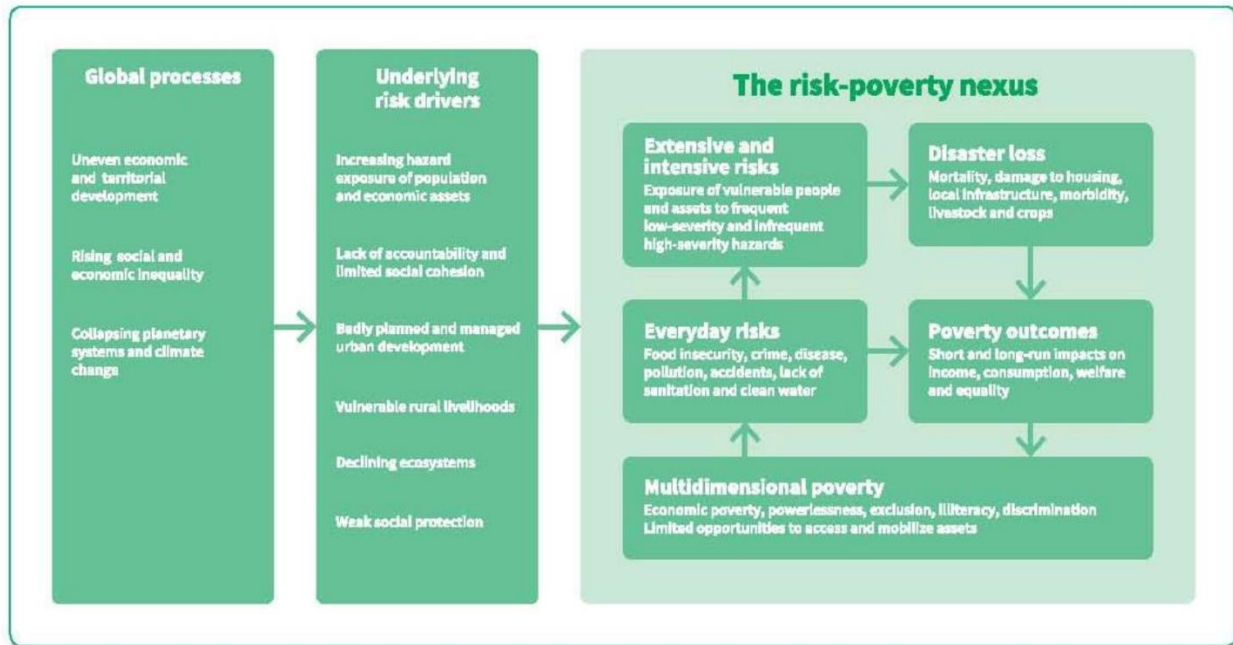 Global processes
Uneven economic
and territorial
development
Rising social and
economic inequality
Collapsing planetary
systems and climate
change
Underlying
risk drivers
Increasing hazard
exposure of population
and economic assets
Lack of accountability and
limited social cohesion
Badly planned and managed
urban development
Vulnerable rural livelihoods
Declining ecosystems
Weak social protection
The risk-poverty nexus
Extensive and
intensive risks
Exposure of vulnerable people
and assets to frequent
low-severity and infrequent
high-severity hazards
Disaster loss
Mortality, damage to housing,
local infrastructure, morbidity,
livestock and crops
Everyday risks
Food insecurity, crime, disease,
pollution, accidents, lack of
sanitation and clean water
Poverty outcomes
Short and long-run impacts on
income, consumption, welfare
and equality
Multidimensional poverty
Economic poverty, powerlessness, exclusion, illiteracy, discrimination
Limited opportunities to access and mobilize assets